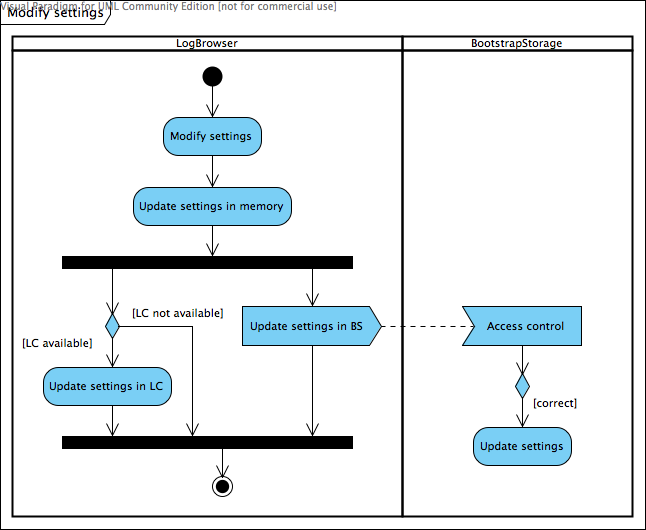 Visual Paradigm for UML Community Edition [not for commercial use]
Modify settings
LogBrowser
BootstrapStorage
Modify settings
Update settings in memory
[LC not available]
Update settings in BS
Access control
[LC available]
Update settings in LC
[correct]
Update settings